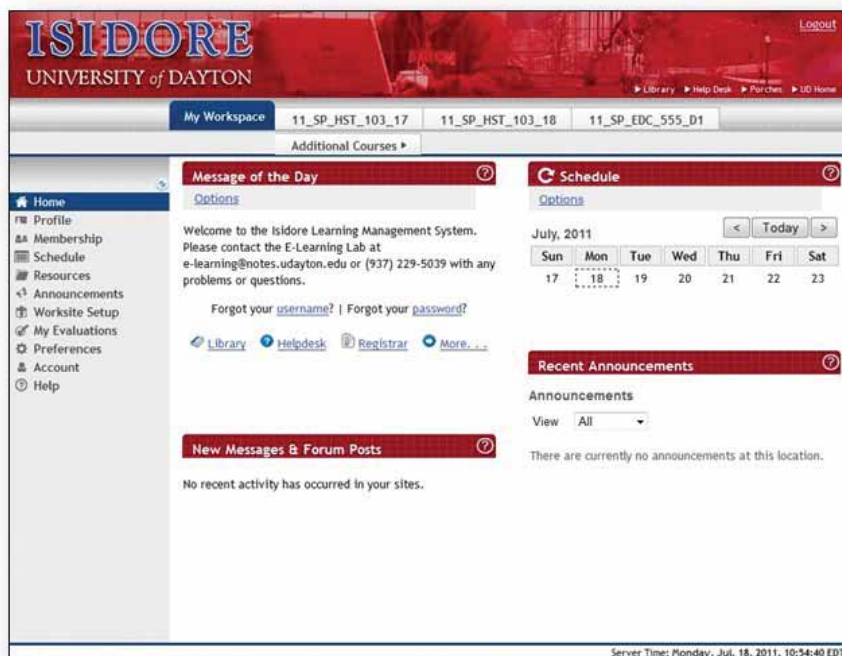 ISIDORE
UNIVERSITY of DAYTON
Logout
Library Help Desk Porches UD Home
My Workspace 11_SP_HST_103_17 11_SP_HST_103_18 11_SP_EDC_555_D1
Additional Courses
Home
Profile
Membership
Schedule
Resources
Announcements
Worksite Setup
My Evaluations
Preferences
Account
Help
Message of the Day
Options
Welcome to the Isidore Learning Management System.
Please contact the E-Learning Lab at
e-learning@notes.udayton.edu or (937) 229-5039 with any
problems or questions.
Forgot your username? | Forgot your password?
Library Helpdesk Registrar More. . .
New Messages & Forum Posts
No recent activity has occurred in your sites.
Schedule
Options
July, 2011 < Today >
Sun Mon Tue Wed Thu Fri Sat
17 18 19 20 21 22 23
Recent Announcements
Announcements
View All
There are currently no announcements at this location.
Server Time: Monday, Jul. 18, 2011, 10:54:40 EDT